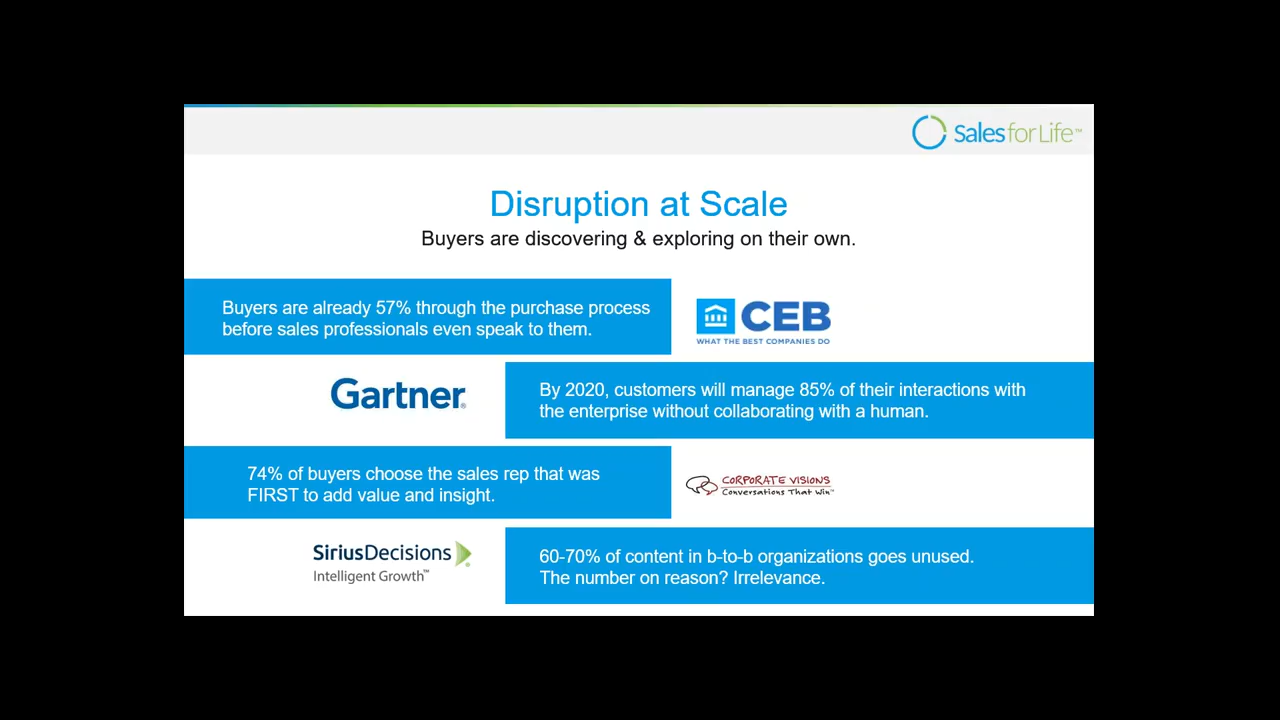 Sales for Life™
Disruption at Scale
Buyers are discovering & exploring on their own.
Buyers are already 57% through the purchase process
before sales professionals even speak to them.
CEB
WHAT THE BEST COMPANIES DO
Gartner®
By 2020, customers will manage 85% of their interactions with
the enterprise without collaborating with a human.
74% of buyers choose the sales rep that was
FIRST to add value and insight.
CORPORATE VISIONS
Conversations That Win™
SiriusDecisions
Intelligent Growth™
60-70% of content in b-to-b organizations goes unused.
The number on reason? Irrelevance.